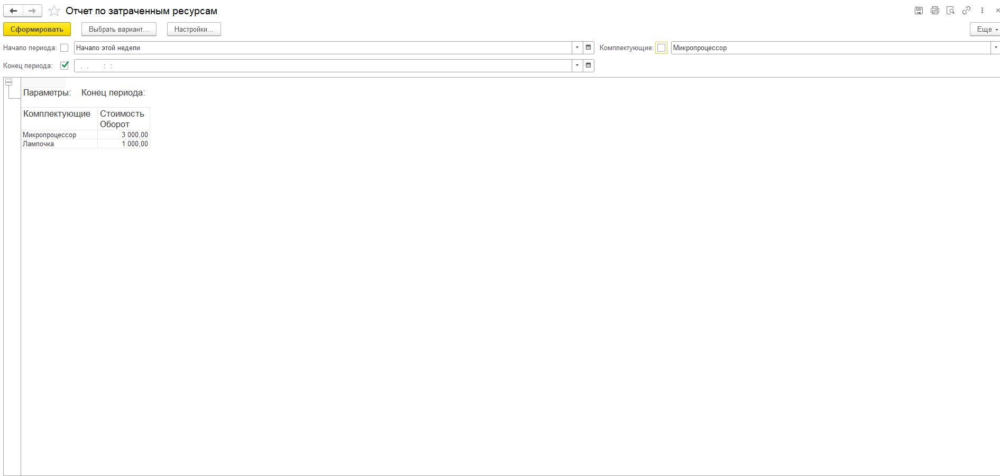 Отчет по затраченным ресурсам
Сформировать
Выбрать вариант...
Настройки...
Еще
Начало периода:
Начало этой недели
Комплектующие:
Микропроцессор
Конец периода:
. . : :
Параметры: Конец периода:
Комплектующие Стоимость
Оборот
Микропроцессор 3 000,00
Лампочка 1 000,00